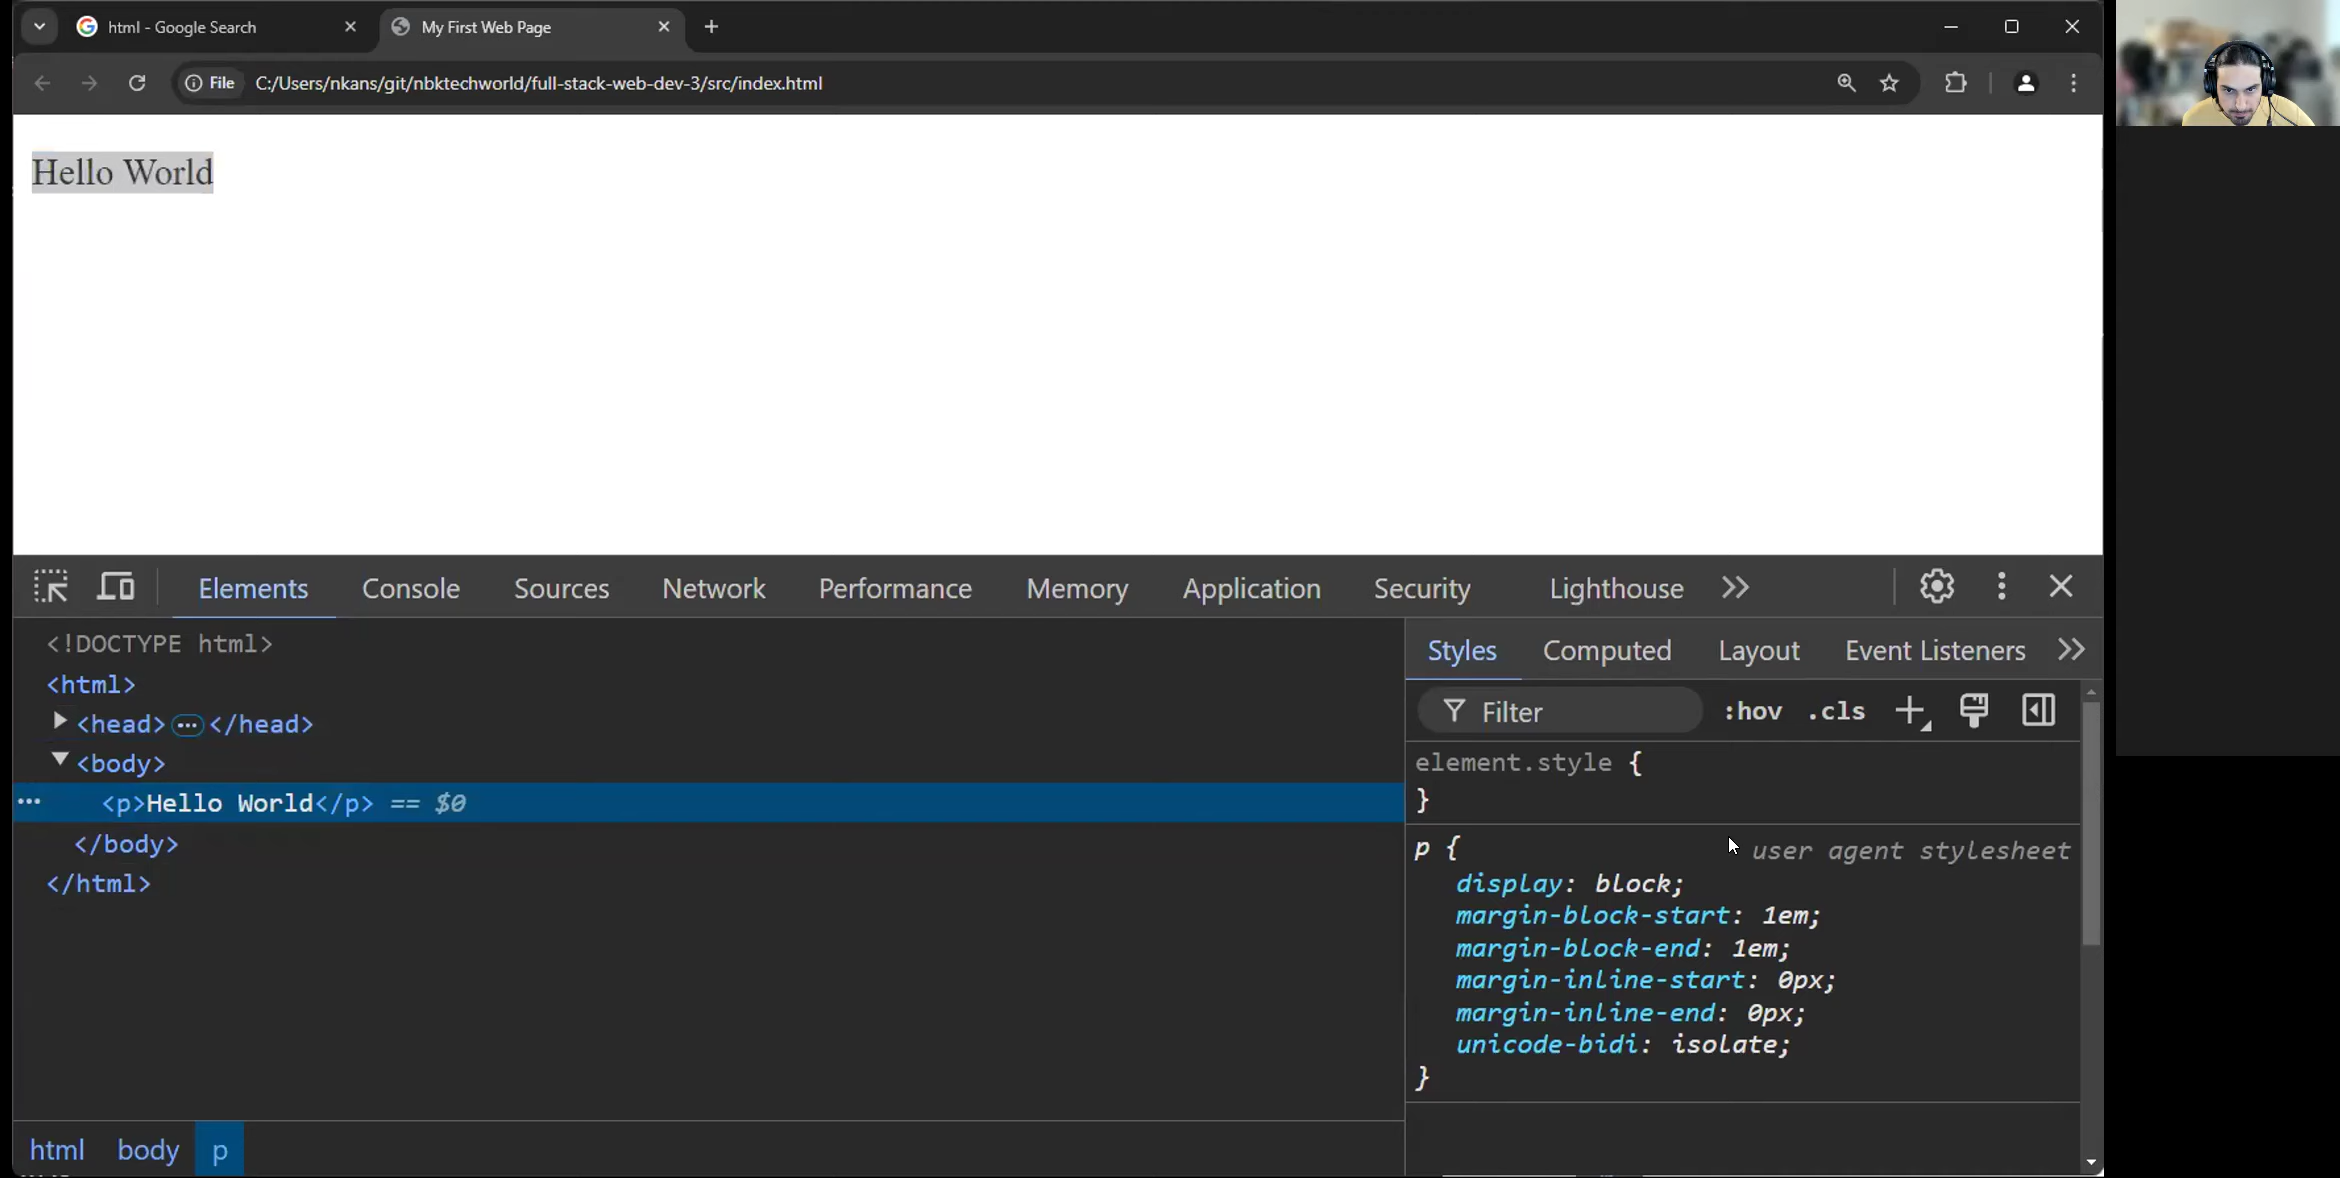 html - Google Search
My First Web Page
File C:/Users/nkans/git/nbktechworld/full-stack-web-dev-3/src/index.html
Hello World
Elements Console Sources Network Performance Memory Application Security Lighthouse
<!DOCTYPE html>
<html>
<head>…</head>
<body>
<p>Hello World</p> == $0
</body>
</html>
html body p
Styles Computed Layout Event Listeners
Filter :hov .cls
element.style {
}
p { user agent stylesheet
display: block;
margin-block-start: 1em;
margin-block-end: 1em;
margin-inline-start: 0px;
margin-inline-end: 0px;
unicode-bidi: isolate;
}